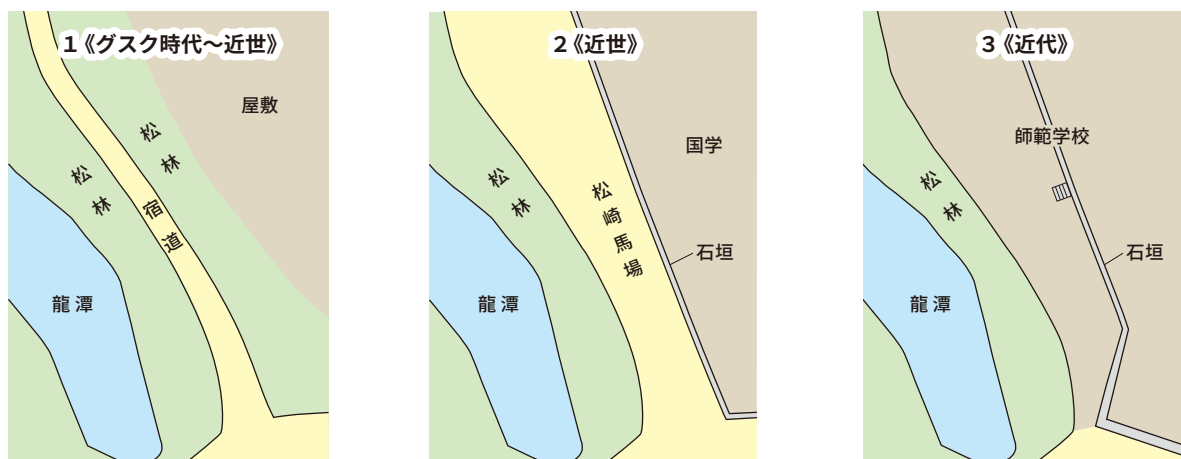 1《グスク時代～近世》
屋敷
松林
松林
宿道
龍潭
2《近世》
国学
松林
松崎馬場
石垣
龍潭
3《近代》
師範学校
松林
石垣
龍潭